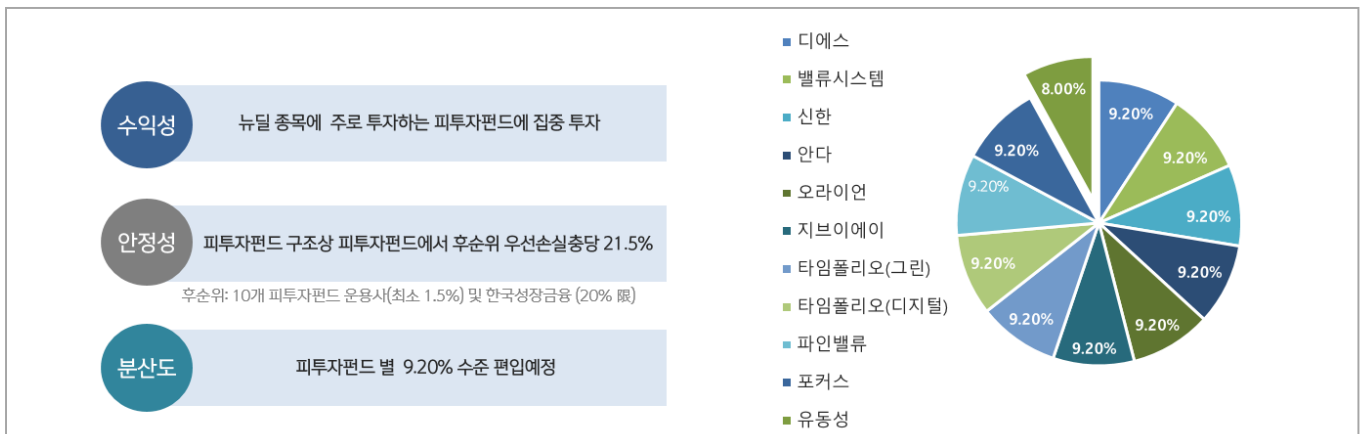 수익성
뉴딜 종목에 주로 투자하는 피투자펀드에 집중 투자
안정성
피투자펀드 구조상 피투자펀드에서 후순위 우선손실충당 21.5%
후순위: 10개 피투자펀드 운용사(최소 1.5%) 및 한국성장금융 (20% 限)
분산도
피투자펀드 별 9.20% 수준 편입예정
디에스
밸류시스템
신한
안다
오라이언
지브이에이
타임폴리오(그린)
타임폴리오(디지털)
파인밸류
포커스
유동성
9.20%
9.20%
9.20%
9.20%
9.20%
9.20%
9.20%
9.20%
9.20%
9.20%
8.00%